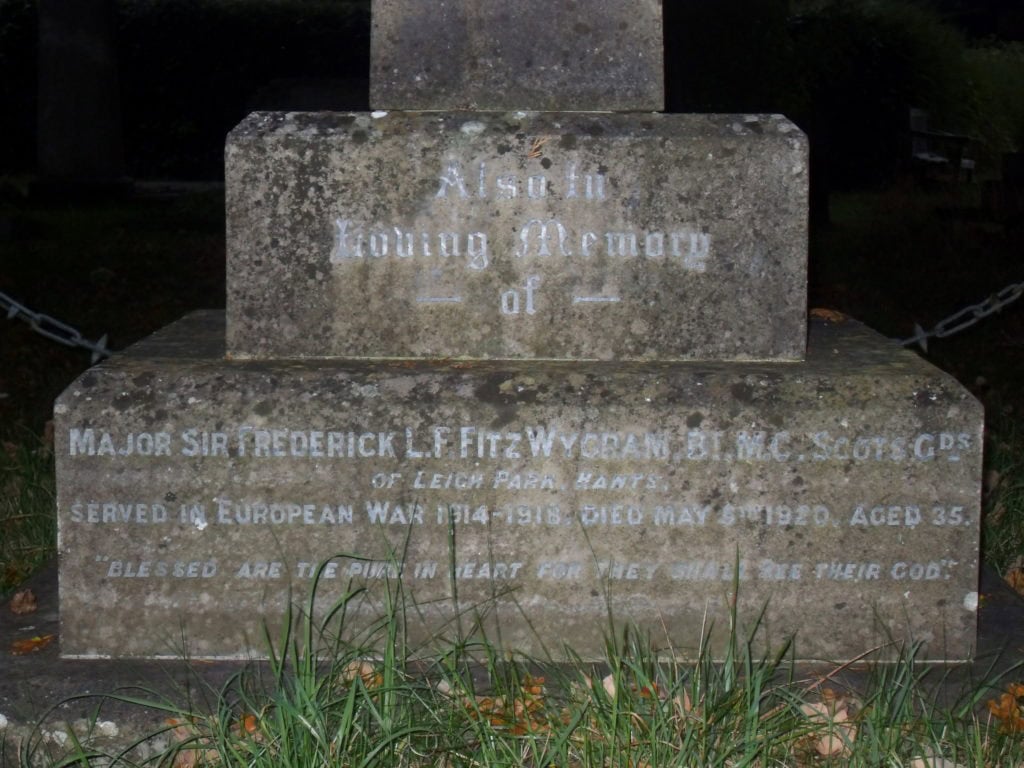 Also in
Loving Memory
— of —
MAJOR SIR FREDERICK L.F. FITZWYGRAM, BT, M.C. SCOTS GDS
OF LEIGH PARK, HANTS.
SERVED IN EUROPEAN WAR 1914-1918, DIED MAY 5TH 1920, AGED 35.
"BLESSED ARE THE PURE IN HEART FOR THEY SHALL SEE THEIR GOD".